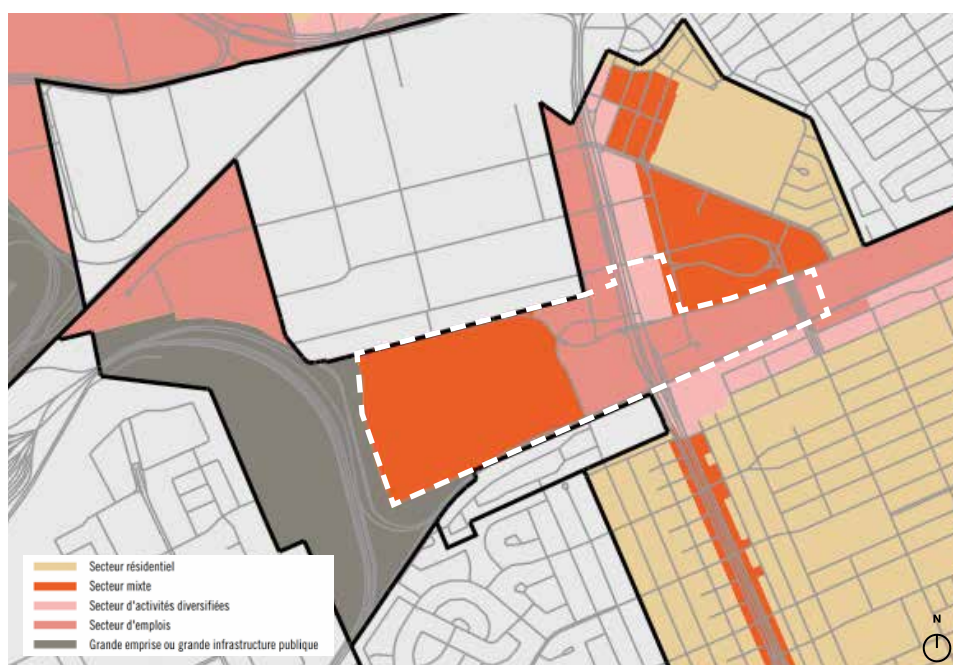 Secteur résidentiel
Secteur mixte
Secteur d'activités diversifiées
Secteur d'emplois
Grande emprise ou grande infrastructure publique
N